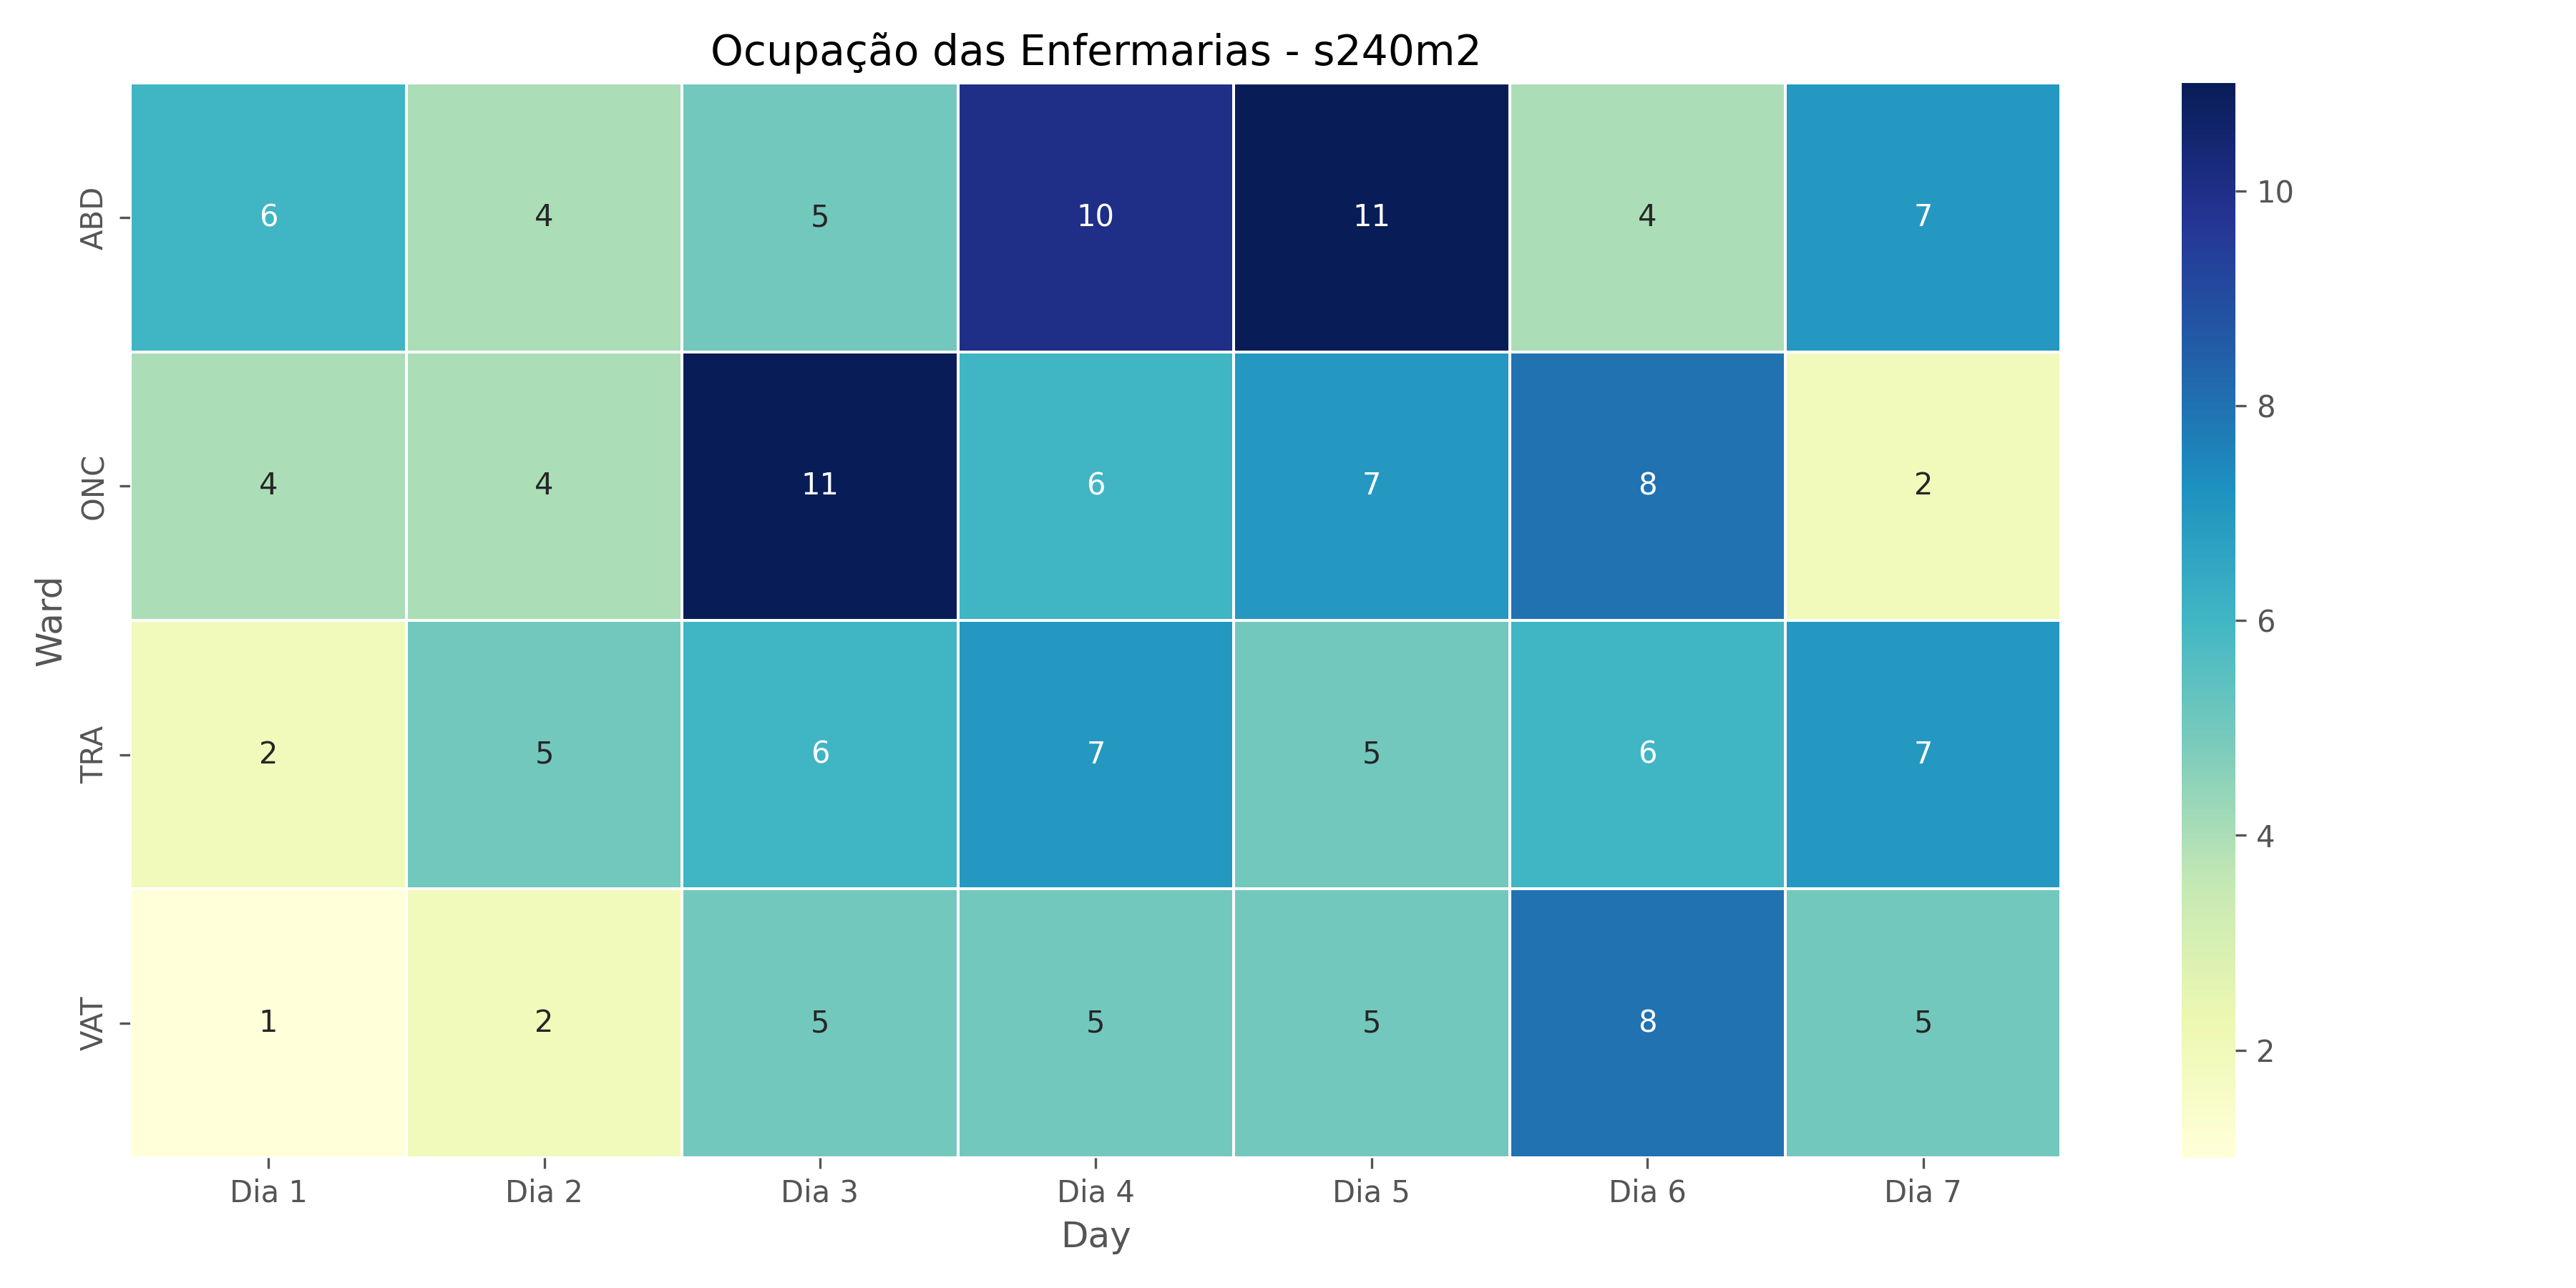 Ocupação das Enfermarias - s240m2
Ward
ABD 6 4 5 10 11 4 7
ONC 4 4 11 6 7 8 2
TRA 2 5 6 7 5 6 7
VAT 1 2 5 5 5 8 5
Dia 1 Dia 2 Dia 3 Dia 4 Dia 5 Dia 6 Dia 7
Day
10
8
6
4
2